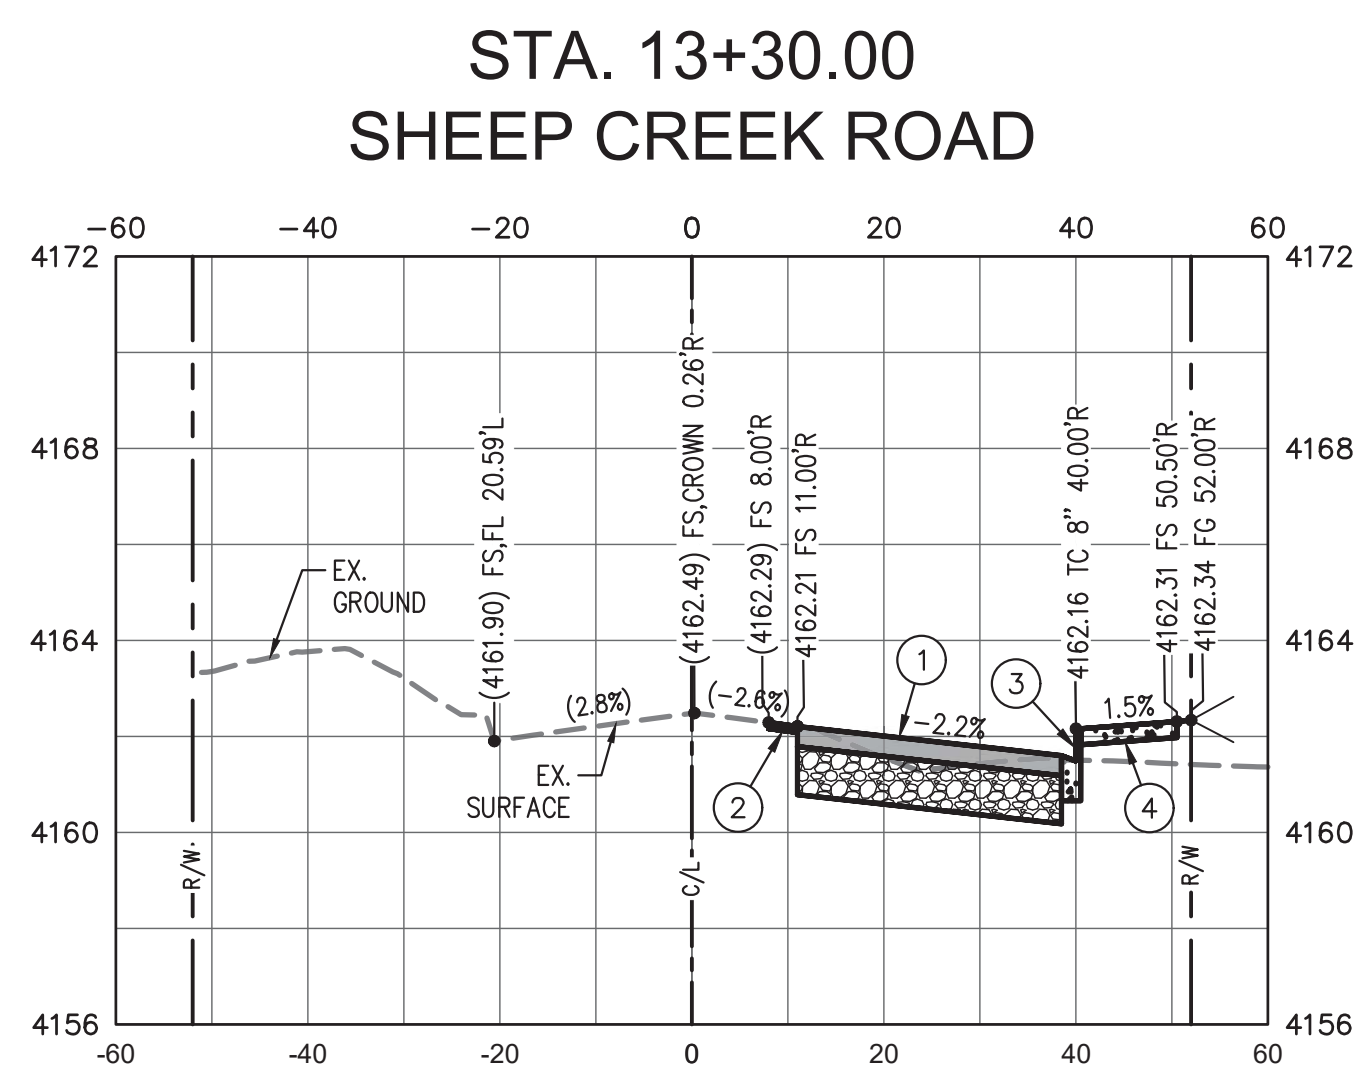 STA. 13+30.00
SHEEP CREEK ROAD
-60 -40 -20 0 20 40 60
4172 4172
4168 4168
4164 4164
4160 4160
4156 4156
(4161.90) FS,FL 20.59'L
(4162.49) FS,CROWN 0.26'R
(4162.29) FS 8.00'R
4162.21 FS 11.00'R
4162.16 TC 8" 40.00'R
4162.31 FS 50.50'R
4162.34 FG 52.00'R
EX.
GROUND
(2.8%)
(-2.6%)
-2.2%
1.5%
1
3
2
4
EX.
SURFACE
R/W
C/L
R/W
-60 -40 -20 0 20 40 60